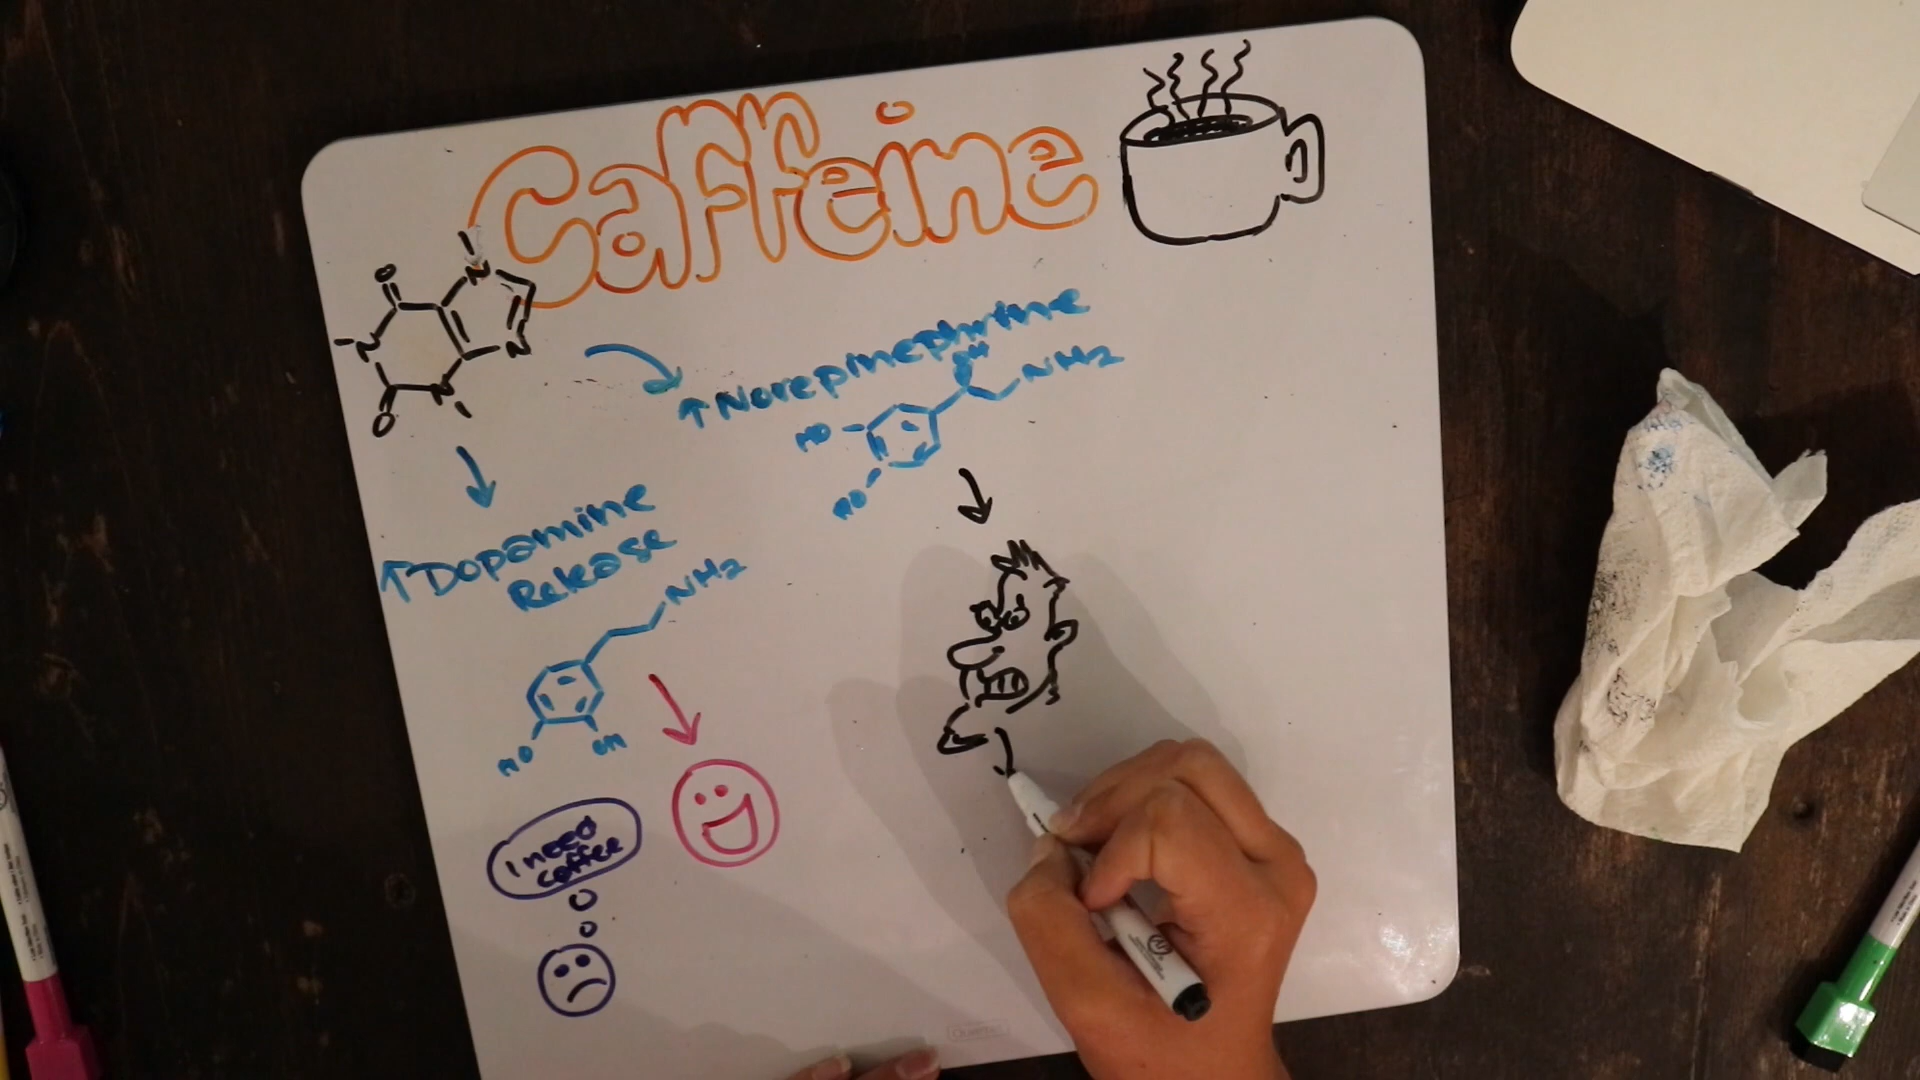 Caffeine
↑Norepinephrine
OH
NH2
HO
HO
N
O
N
N
N
O
↑Dopamine
Release
NH2
HO
OH
I need
coffee